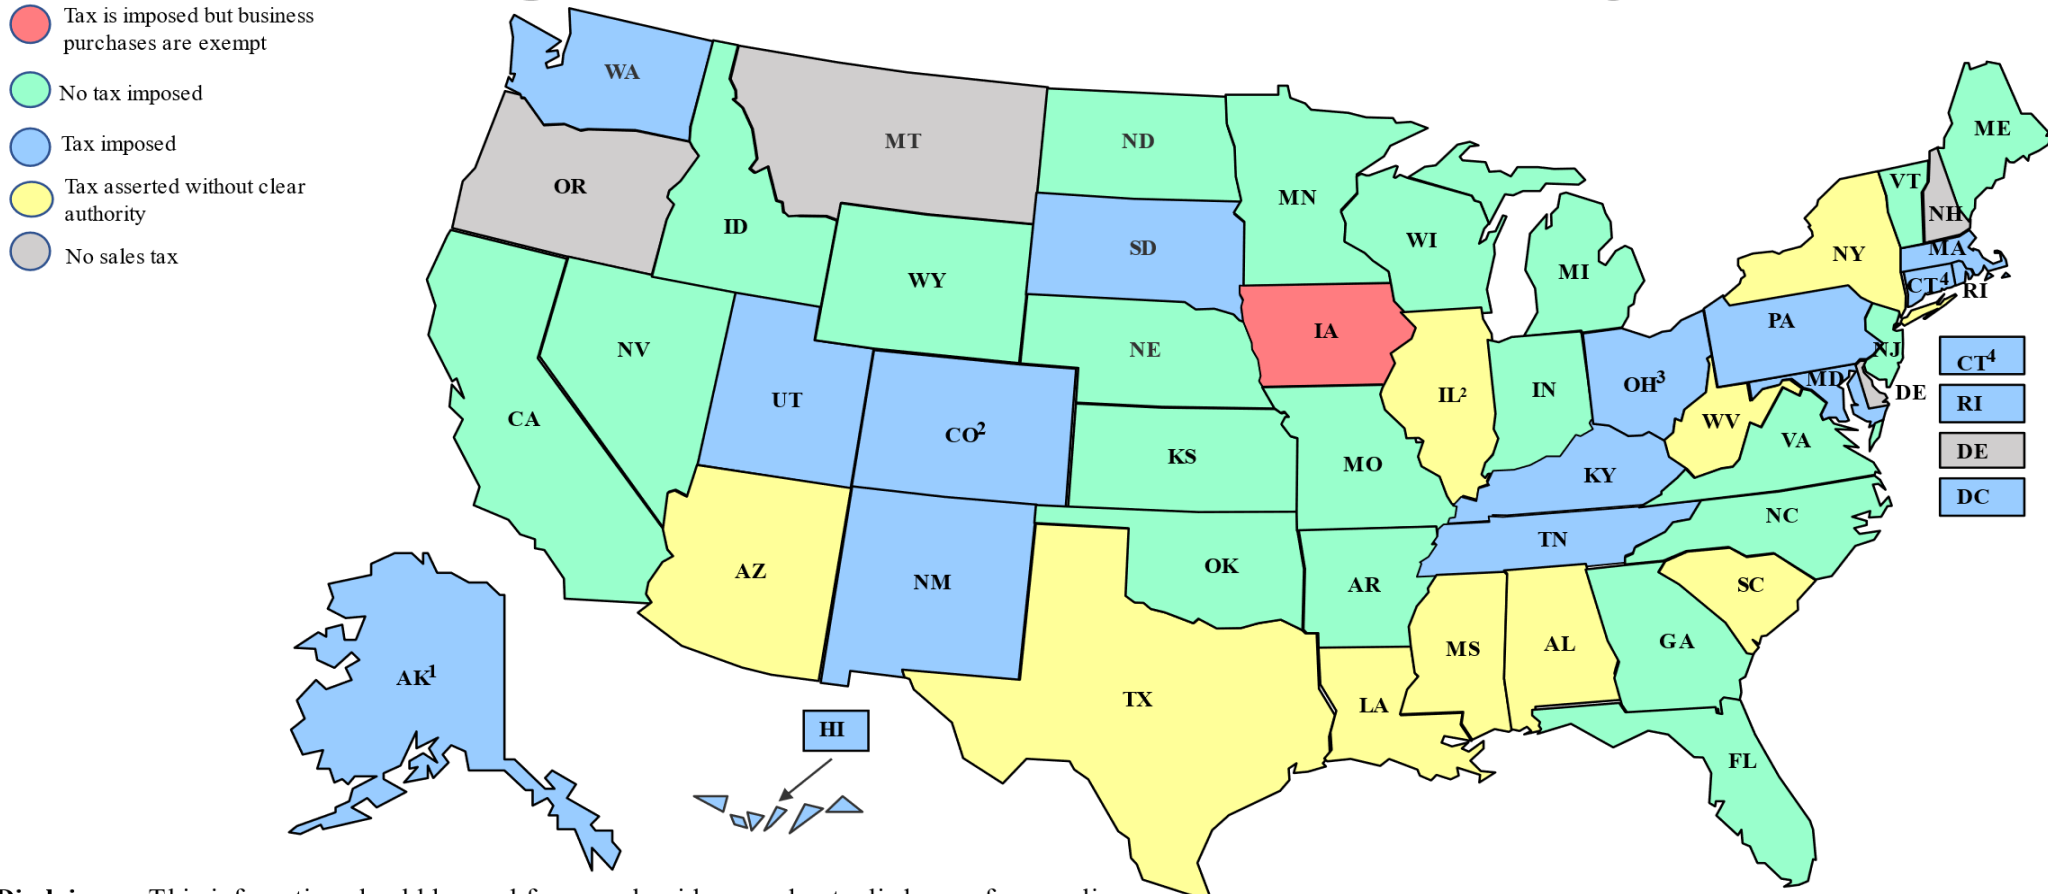 Tax is imposed but business
purchases are exempt
No tax imposed
Tax imposed
Tax asserted without clear
authority
No sales tax
WA
MT
ND
OR
ID
MN
SD
WY
WI
MI
ME
VT
NH
NY
MA
CT4
RI
IA
NE
NV
PA
NJ
UT
IL2
IN
OH3
MD
DE
CA
CO2
KS
MO
WV
VA
KY
CT4
RI
DE
DC
NC
TN
AZ
NM
OK
AR
SC
MS
AL
GA
AK1
TX
LA
HI
FL